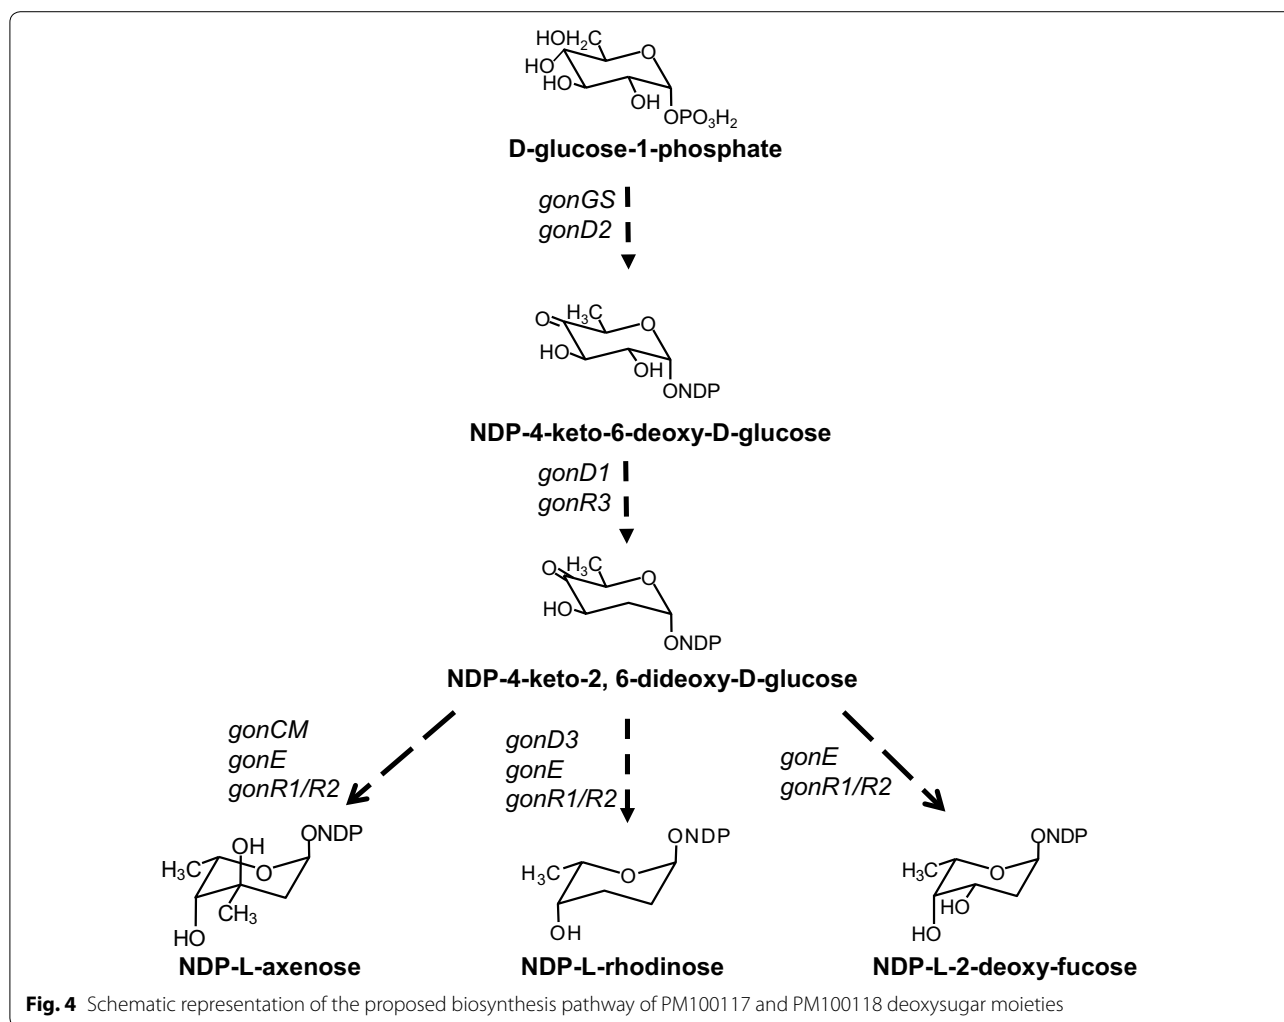 HOH₂C
O
HO
HO
OH
OPO₃H₂
D-glucose-1-phosphate
gonGS
gonD2
H₃C
O
O
HO
OH
ONDP
NDP-4-keto-6-deoxy-D-glucose
gonD1
gonR3
H₃C
O
O
HO
ONDP
NDP-4-keto-2, 6-dideoxy-D-glucose
gonCM
gonE
gonR1/R2
gonD3
gonE
gonR1/R2
gonE
gonR1/R2
ONDP
OH
H₃C
O
CH₃
HO
NDP-L-axenose
ONDP
H₃C
O
OH
NDP-L-rhodinose
ONDP
H₃C
O
HO
HO
NDP-L-2-deoxy-fucose
Fig. 4 Schematic representation of the proposed biosynthesis pathway of PM100117 and PM100118 deoxysugar moieties